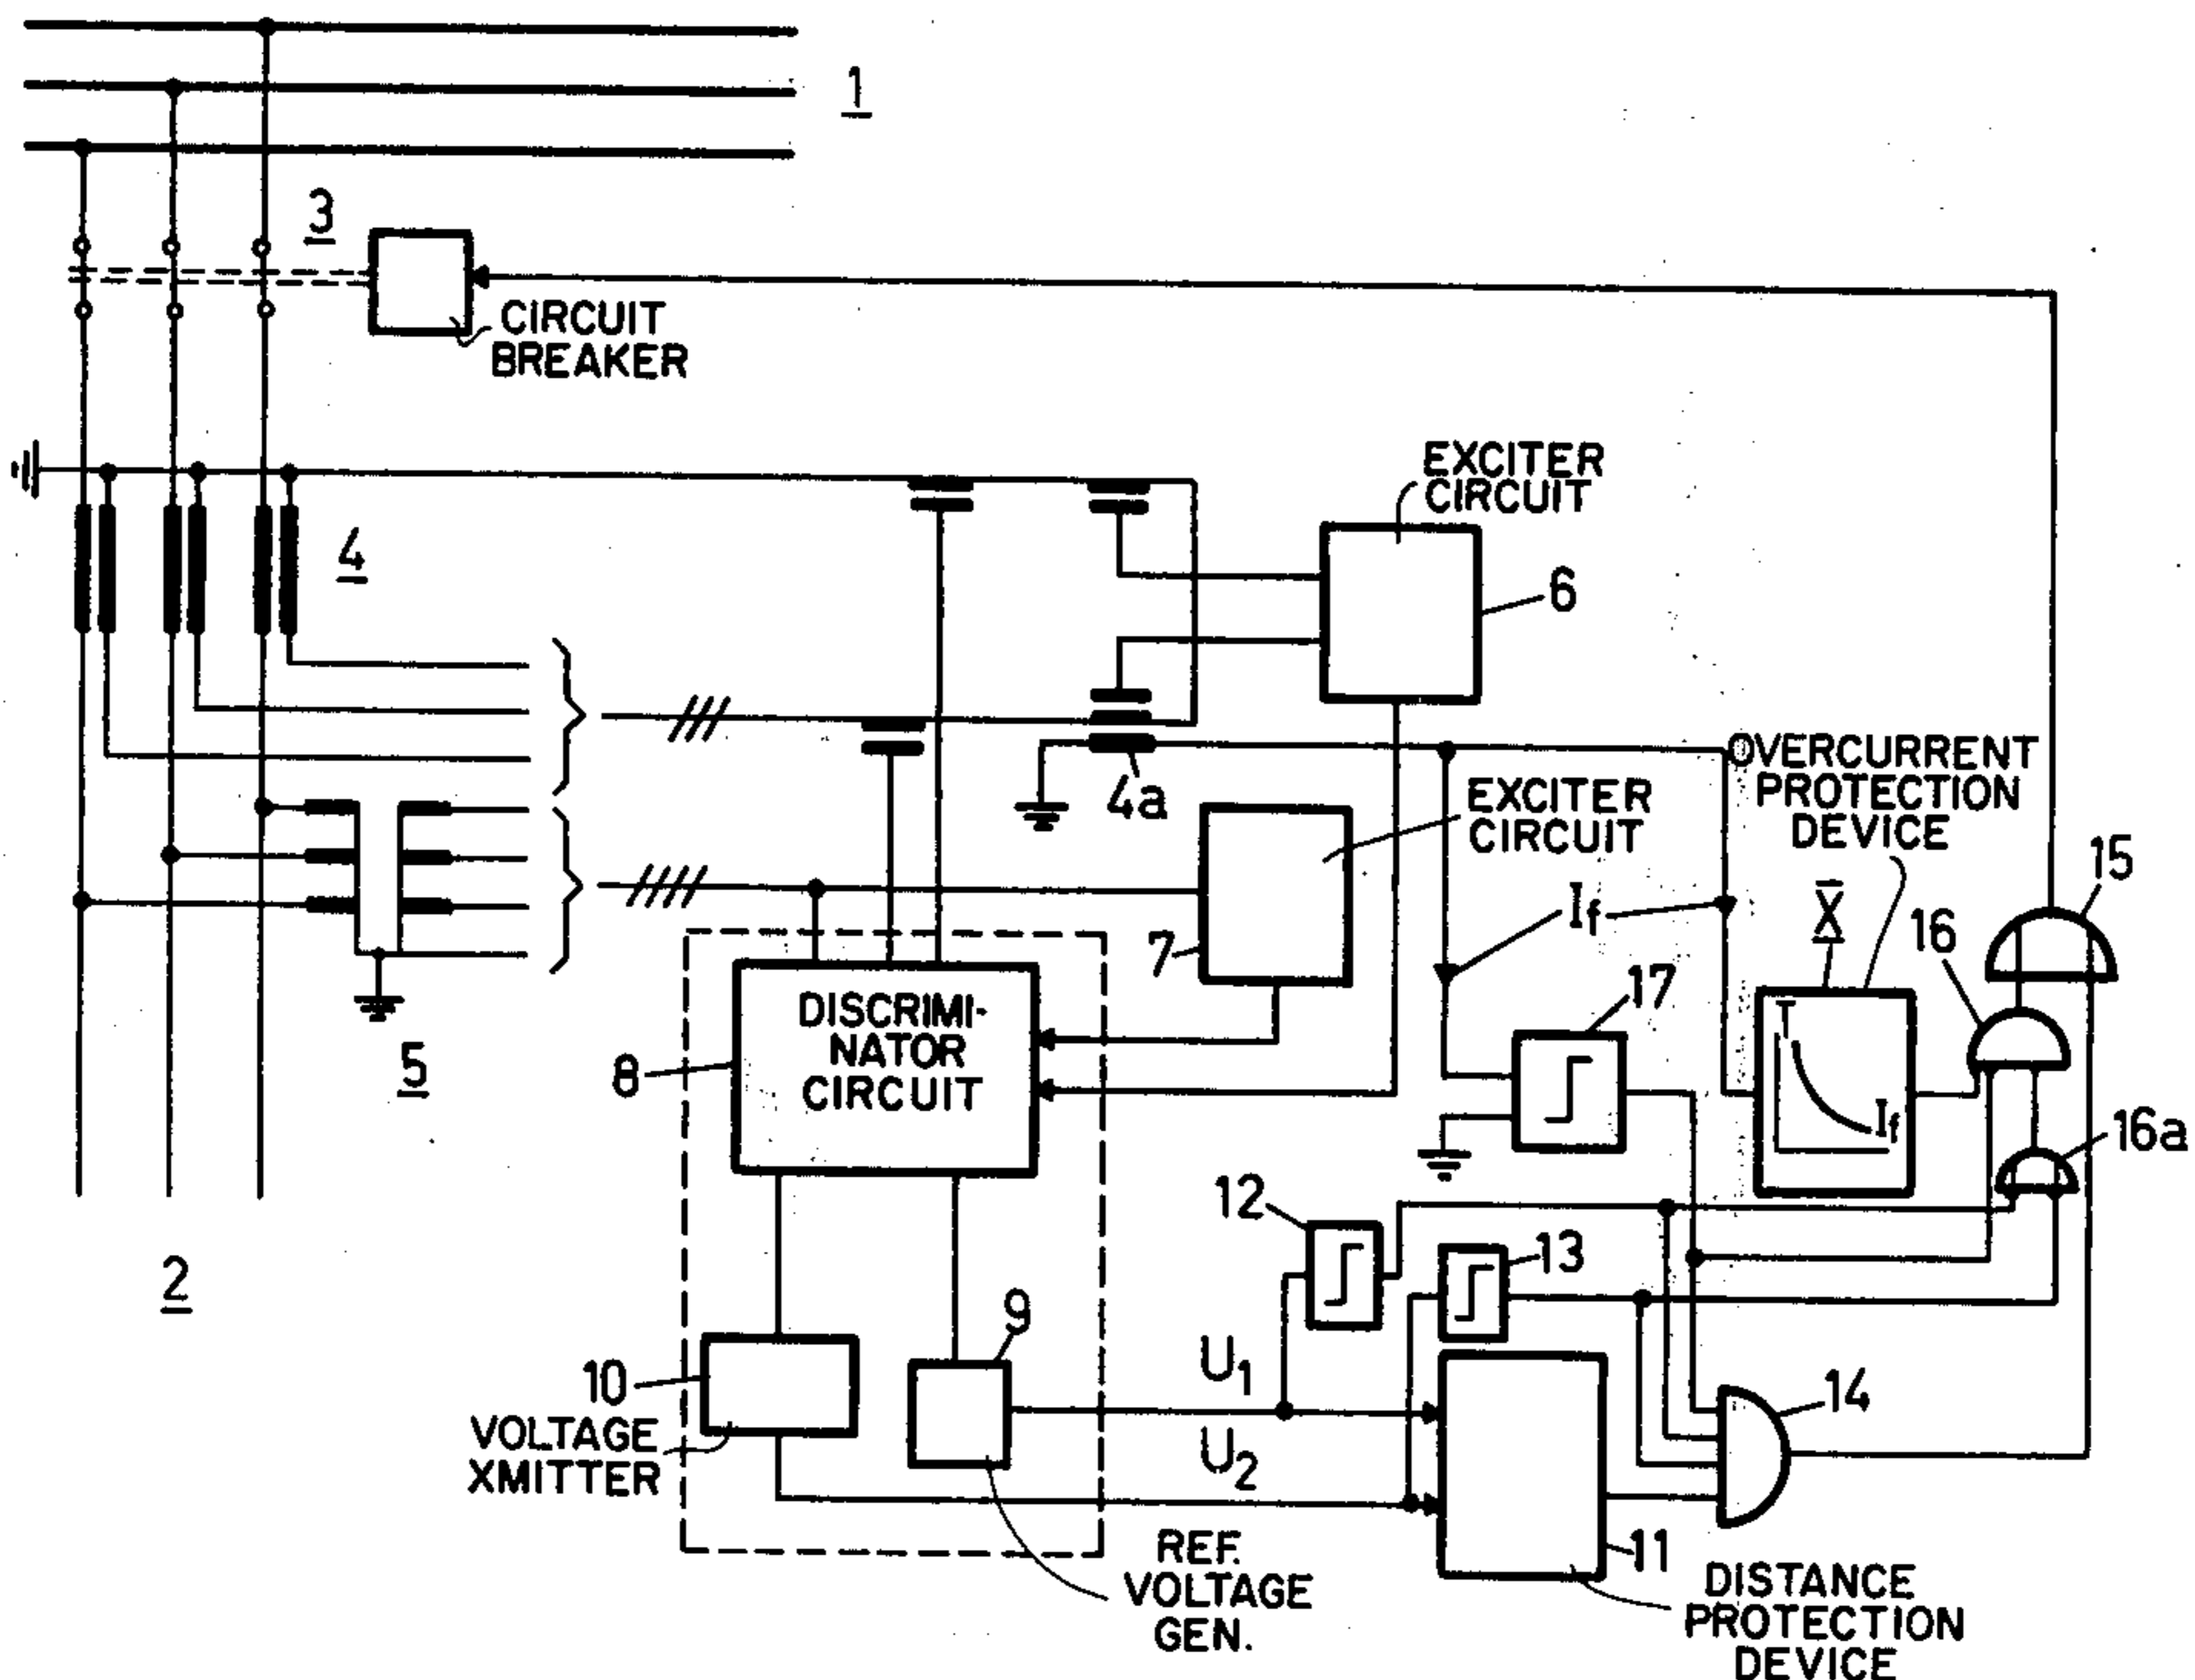 1
3
CIRCUIT
BREAKER
EXCITER
CIRCUIT
4
6
4a
OVERCURRENT
PROTECTION
DEVICE
EXCITER
CIRCUIT
15
If
X
16
7
17
DISCRIMI-
NATOR
CIRCUIT
8
5
T
If
16a
12
13
2
9
U1
10
VOLTAGE
XMITTER
U2
14
11
REF.
VOLTAGE
GEN.
DISTANCE
PROTECTION
DEVICE